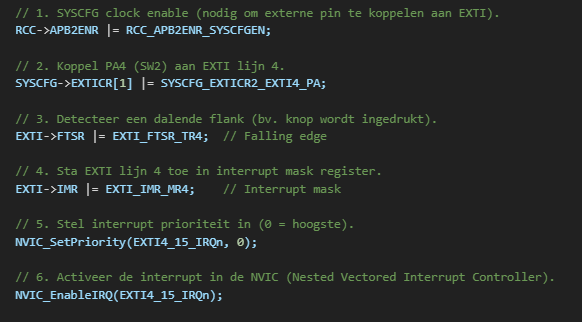 // 1. SYSCFG clock enable (nodig om externe pin te koppelen aan EXTI).
RCC->APB2ENR |= RCC_APB2ENR_SYSCFGEN;
// 2. Koppel PA4 (SW2) aan EXTI lijn 4.
SYSCFG->EXTICR[1] |= SYSCFG_EXTICR2_EXTI4_PA;
// 3. Detecteer een dalende flank (bv. knop wordt ingedrukt).
EXTI->FTSR |= EXTI_FTSR_TR4;  // Falling edge
// 4. Sta EXTI lijn 4 toe in interrupt mask register.
EXTI->IMR |= EXTI_IMR_MR4;    // Interrupt mask
// 5. Stel interrupt prioriteit in (0 = hoogste).
NVIC_SetPriority(EXTI4_15_IRQn, 0);
// 6. Activeer de interrupt in de NVIC (Nested Vectored Interrupt Controller).
NVIC_EnableIRQ(EXTI4_15_IRQn);